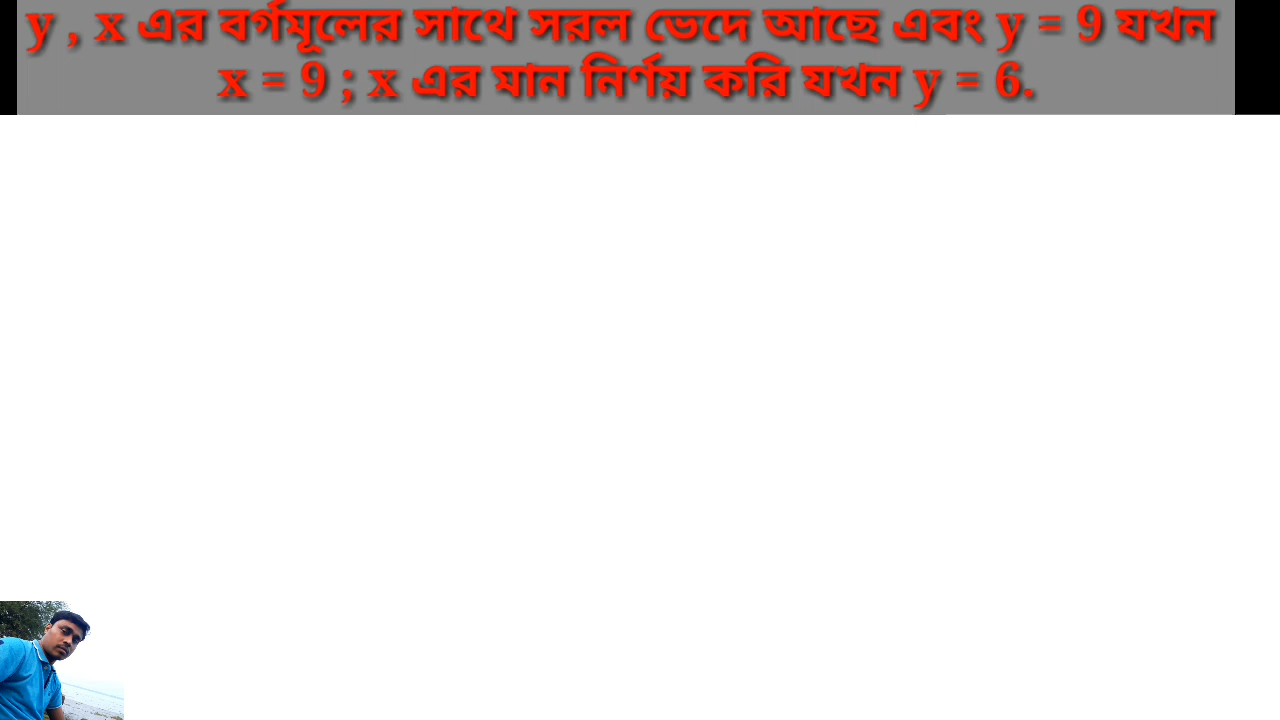 y , x এর বর্গমূলের সাথে সরল ভেদে আছে এবং y = 9 যখন
x = 9 ; x এর মান নির্ণয় করি যখন y = 6.